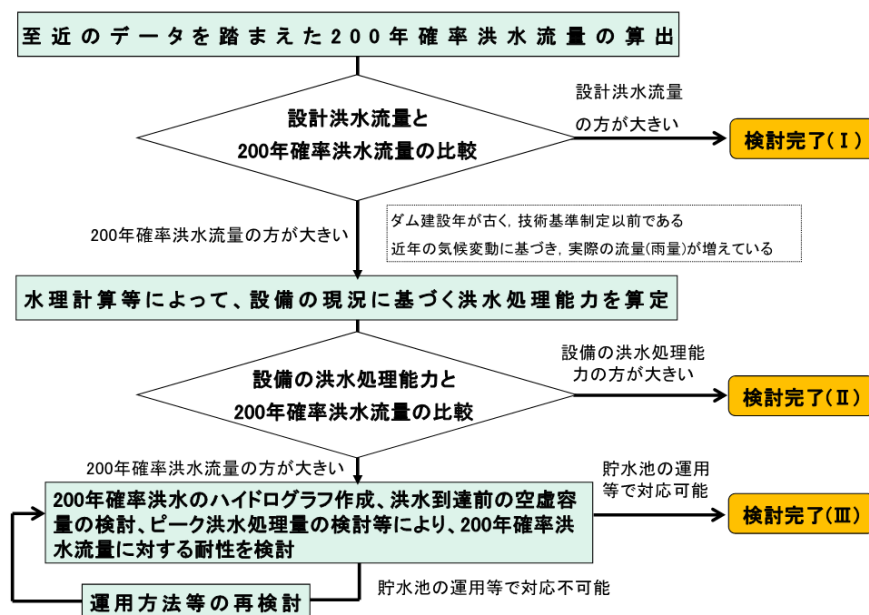 至近のデータを踏まえた200年確率洪水流量の算出
設計洪水流量
の方が大きい
設計洪水流量と
200年確率洪水流量の比較
検討完了(Ⅰ)
200年確率洪水流量の方が大きい
ダム建設年が古く, 技術基準制定以前である
近年の気候変動に基づき, 実際の流量(雨量)が増えている
水理計算等によって、設備の現況に基づく洪水処理能力を算定
設備の洪水処理能
力の方が大きい
設備の洪水処理能力と
200年確率洪水流量の比較
検討完了(Ⅱ)
200年確率洪水流量の方が大きい
貯水池の運用
等で対応可能
200年確率洪水のハイドログラフ作成、洪水到達前の空虚容
量の検討、ピーク洪水処理量の検討等により、200年確率洪
水流量に対する耐性を検討
検討完了(Ⅲ)
貯水池の運用等で対応不可能
運用方法等の再検討